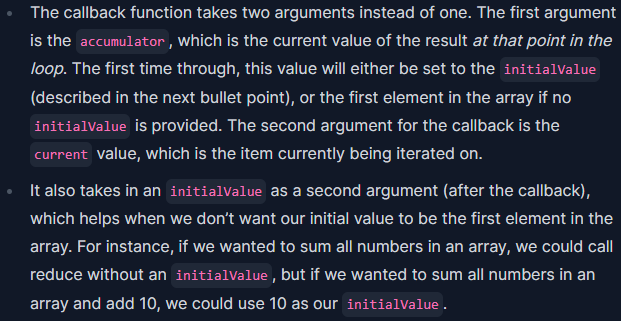 The callback function takes two arguments instead of one. The first argument
is the accumulator, which is the current value of the result at that point in the
loop. The first time through, this value will either be set to the initialValue
(described in the next bullet point), or the first element in the array if no
initialValue is provided. The second argument for the callback is the
current value, which is the item currently being iterated on.
It also takes in an initialValue as a second argument (after the callback),
which helps when we don’t want our initial value to be the first element in the
array. For instance, if we wanted to sum all numbers in an array, we could call
reduce without an initialValue, but if we wanted to sum all numbers in an
array and add 10, we could use 10 as our initialValue.